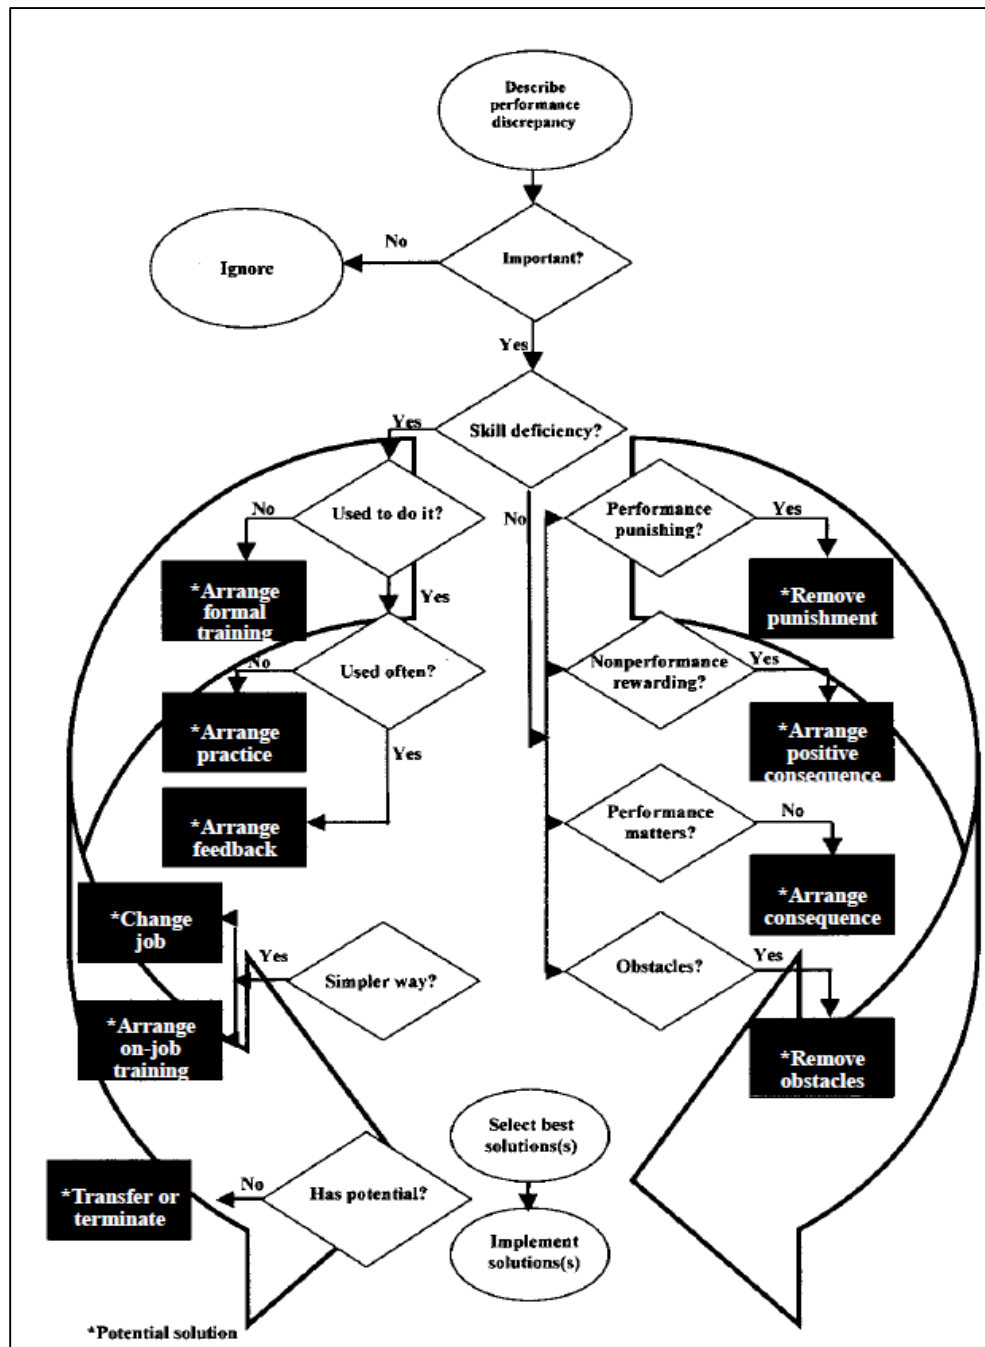 Describe
performance
discrepancy
No
Important?
Ignore
Yes
Yes
Skill deficiency?
No
Used to do it?
No
Performance
punishing?
Yes
*Arrange
formal
training
Yes
*Remove
punishment
No
Used often?
Nonperformance
rewarding?
Yes
*Arrange
practice
Yes
*Arrange
positive
consequence
*Arrange
feedback
Performance
matters?
No
*Change
job
*Arrange
consequence
Yes
Simpler way?
Obstacles?
Yes
*Arrange
on-job
training
*Remove
obstacles
Select best
solutions(s)
*Transfer or
terminate
No
Has potential?
Implement
solutions(s)
*Potential solution